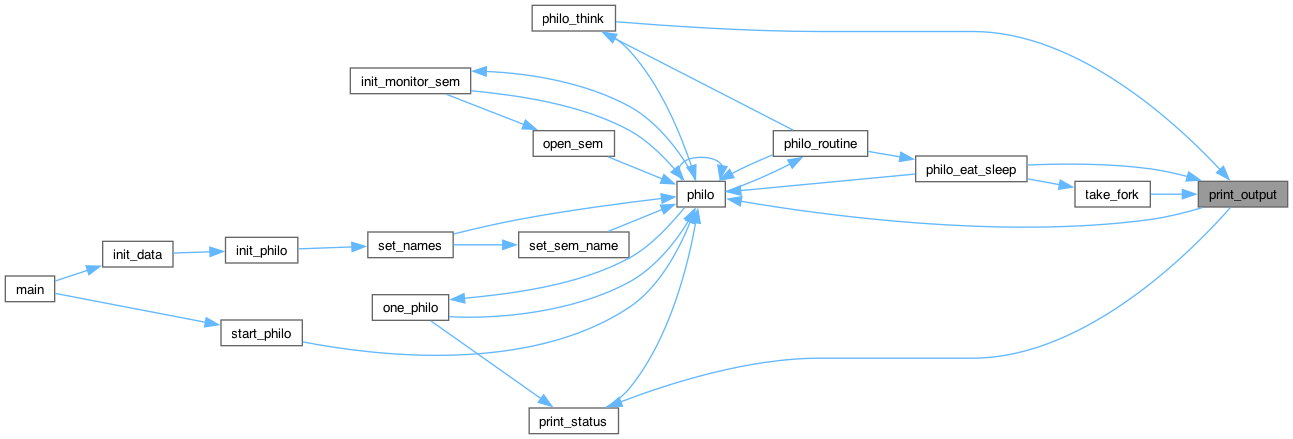 philo_think
init_monitor_sem
open_sem
philo_routine
philo_eat_sleep
take_fork
print_output
philo
set_names
set_sem_name
init_data
init_philo
main
one_philo
start_philo
print_status